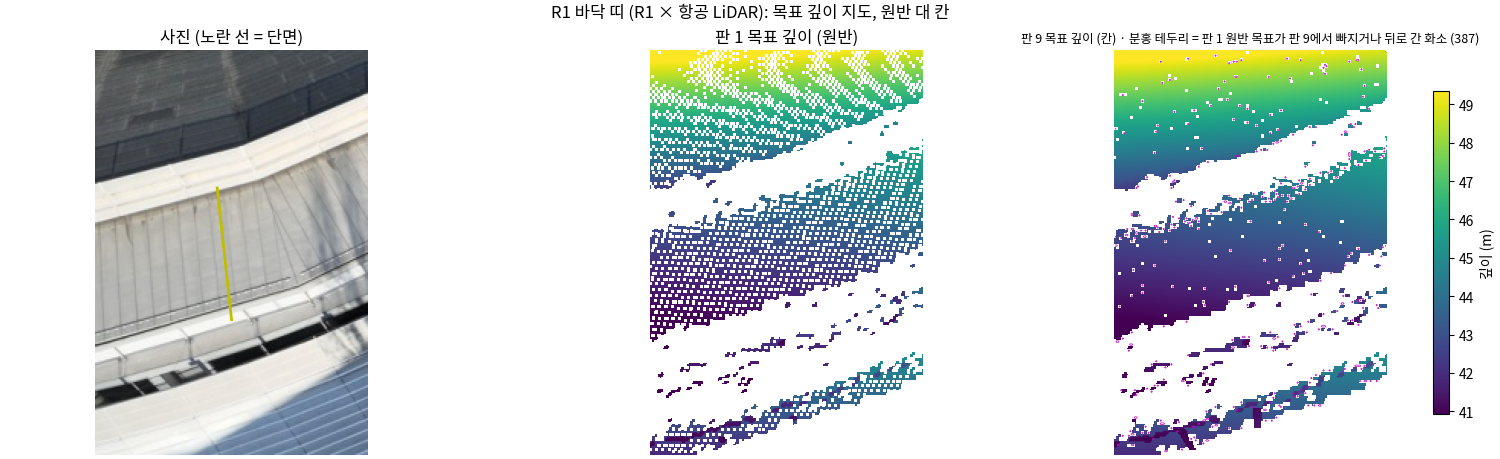 R1 바닥 띠 (R1 × 항공 LiDAR): 목표 깊이 지도, 원반 대 칸
사진 (노란 선 = 단면)
판 1 목표 깊이 (원반)
판 9 목표 깊이 (칸) · 분홍 테두리 = 판 1 원반 목표가 판 9에서 빠지거나 뒤로 간 화소 (387)
49
48
47
46
45
44
43
42
41
깊이 (m)